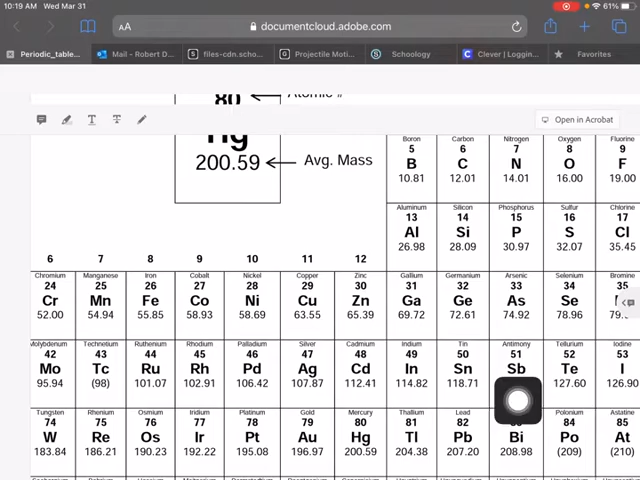 10:19 AM Wed Mar 31
61%
AA
documentcloud.adobe.com
Periodic_table...
Mail - Robert D...
files-cdn.scho...
Projectile Moti...
Schoology
Clever | Loggin...
Favorites
Open in Acrobat
80 Atomic #
Hg
200.59 Avg. Mass
Boron Carbon Nitrogen Oxygen Fluorine
5 6 7 8 9
B C N O F
10.81 12.01 14.01 16.00 19.00
Aluminum Silicon Phosphorus Sulfur Chlorine
13 14 15 16 17
Al Si P S Cl
26.98 28.09 30.97 32.07 35.45
6 7 8 9 10 11 12
Chromium Manganese Iron Cobalt Nickel Copper Zinc Gallium Germanium Arsenic Selenium Bromine
24 25 26 27 28 29 30 31 32 33 34 35
Cr Mn Fe Co Ni Cu Zn Ga Ge As Se
52.00 54.94 55.85 58.93 58.69 63.55 65.39 69.72 72.61 74.92 78.96 79.
Molybdenum Technetium Ruthenium Rhodium Palladium Silver Cadmium Indium Tin Antimony Tellurium Iodine
42 43 44 45 46 47 48 49 50 51 52 53
Mo Tc Ru Rh Pd Ag Cd In Sn Sb Te I
95.94 (98) 101.07 102.91 106.42 107.87 112.41 114.82 118.71 127.60 126.90
Tungsten Rhenium Osmium Iridium Platinum Gold Mercury Thallium Lead Polonium Astatine
74 75 76 77 78 79 80 81 82 84 85
W Re Os Ir Pt Au Hg Tl Pb Bi Po At
183.84 186.21 190.23 192.22 195.08 196.97 200.59 204.38 207.20 208.98 (209) (210)